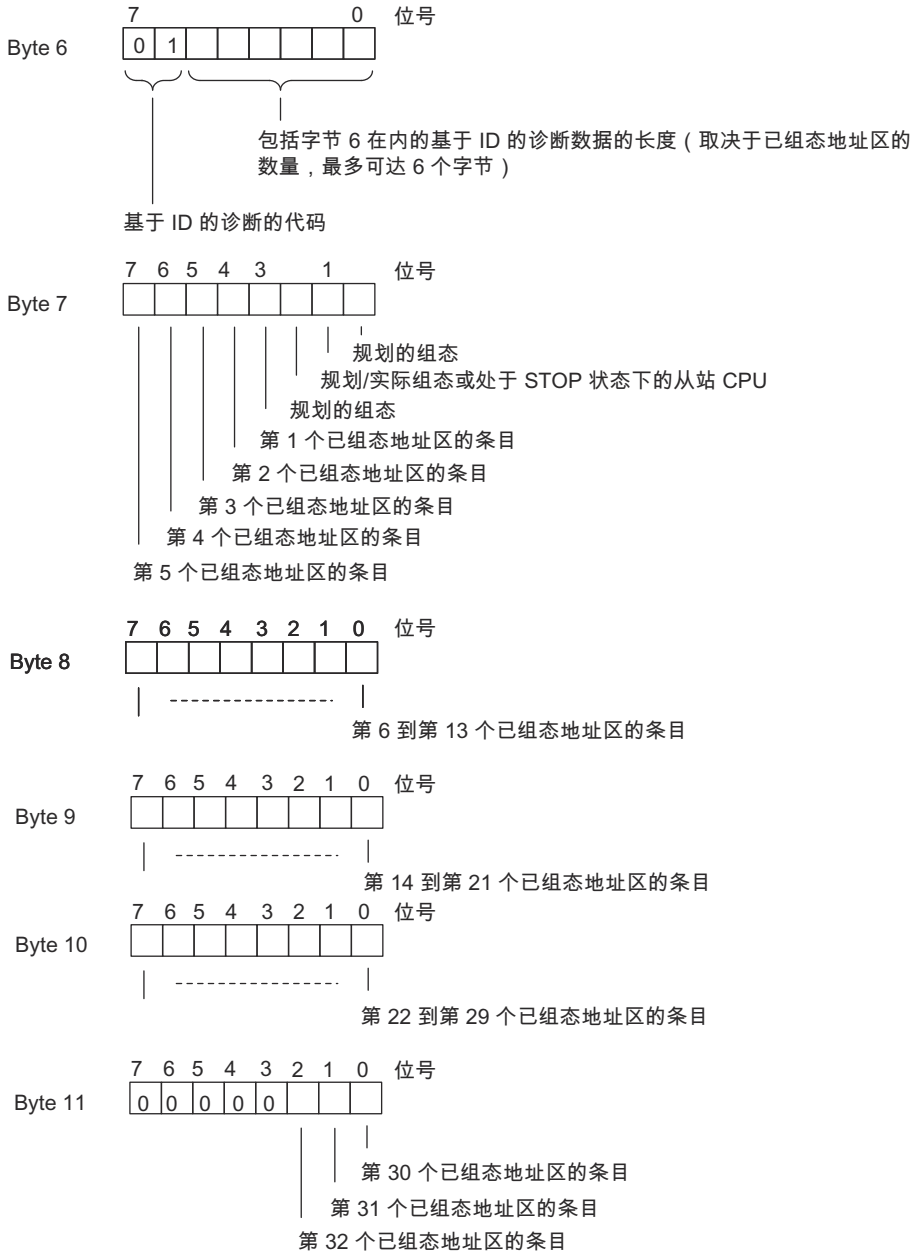 7 0 位号
Byte 6 0 1
包括字节 6 在内的基于 ID 的诊断数据的长度（取决于已组态地址区的
数量，最多可达 6 个字节）
基于 ID 的诊断的代码
7 6 5 4 3 1 位号
Byte 7
规划的组态
规划/实际组态或处于 STOP 状态下的从站 CPU
规划的组态
第 1 个已组态地址区的条目
第 2 个已组态地址区的条目
第 3 个已组态地址区的条目
第 4 个已组态地址区的条目
第 5 个已组态地址区的条目
7 6 5 4 3 2 1 0 位号
Byte 8
第 6 到第 13 个已组态地址区的条目
7 6 5 4 3 2 1 0 位号
Byte 9
第 14 到第 21 个已组态地址区的条目
7 6 5 4 3 2 1 0 位号
Byte 10
第 22 到第 29 个已组态地址区的条目
7 6 5 4 3 2 1 0 位号
Byte 11 0 0 0 0 0
第 30 个已组态地址区的条目
第 31 个已组态地址区的条目
第 32 个已组态地址区的条目